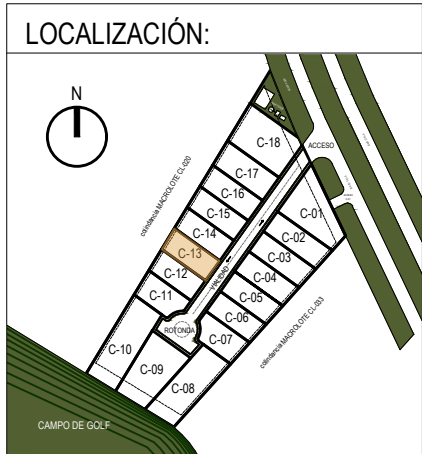 LOCALIZACIÓN:
N
ACCESO
colindancia MACROLOTE CL-020
C-18
C-17
C-16
C-15
C-14
C-13
C-12
C-11
C-10
C-09
C-08
C-07
C-06
C-05
C-04
C-03
C-02
C-01
VIALIDAD
ROTONDA
colindancia MACROLOTE CL-033
CAMPO DE GOLF